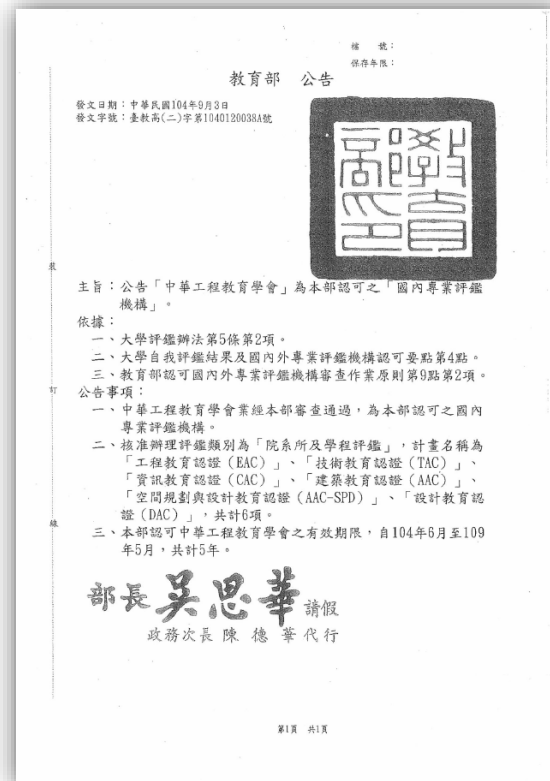 檔　號：
保存年限：
教育部　公告
發文日期：中華民國104年9月3日
發文字號：臺教高(二)字第1040120038A號
教育部印
主旨：公告「中華工程教育學會」為本部認可之「國內專業評鑑
機構」。
依據：
一、大學評鑑辦法第5條第2項。
二、大學自我評鑑結果及國內外專業評鑑機構認可要點第4點。
三、教育部認可國內外專業評鑑機構審查作業原則第9點第2項。
公告事項：
一、中華工程教育學會業經本部審查通過，為本部認可之國內
專業評鑑機構。
二、核准辦理評鑑類別為「院系所及學程評鑑」，計畫名稱為
「工程教育認證（EAC）」、「技術教育認證（TAC）」、
「資訊教育認證（CAC）」、「建築教育認證（AAC）」、
「空間規劃與設計教育認證（AAC-SPD）」、「設計教育認
證（DAC）」，共計6項。
三、本部認可中華工程教育學會之有效期限，自104年6月至109
年5月，共計5年。
部長 吳思華 請假
政務次長 陳德華 代行
裝
訂
線
第1頁　共1頁